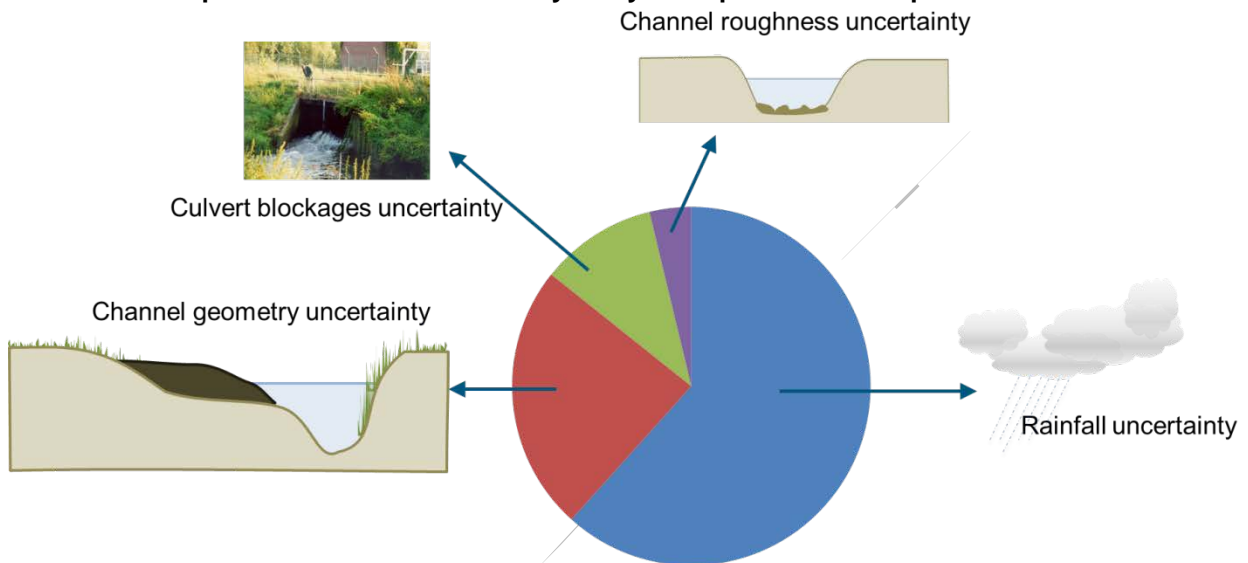 Channel roughness uncertainty
Culvert blockages uncertainty
Channel geometry uncertainty
Rainfall uncertainty